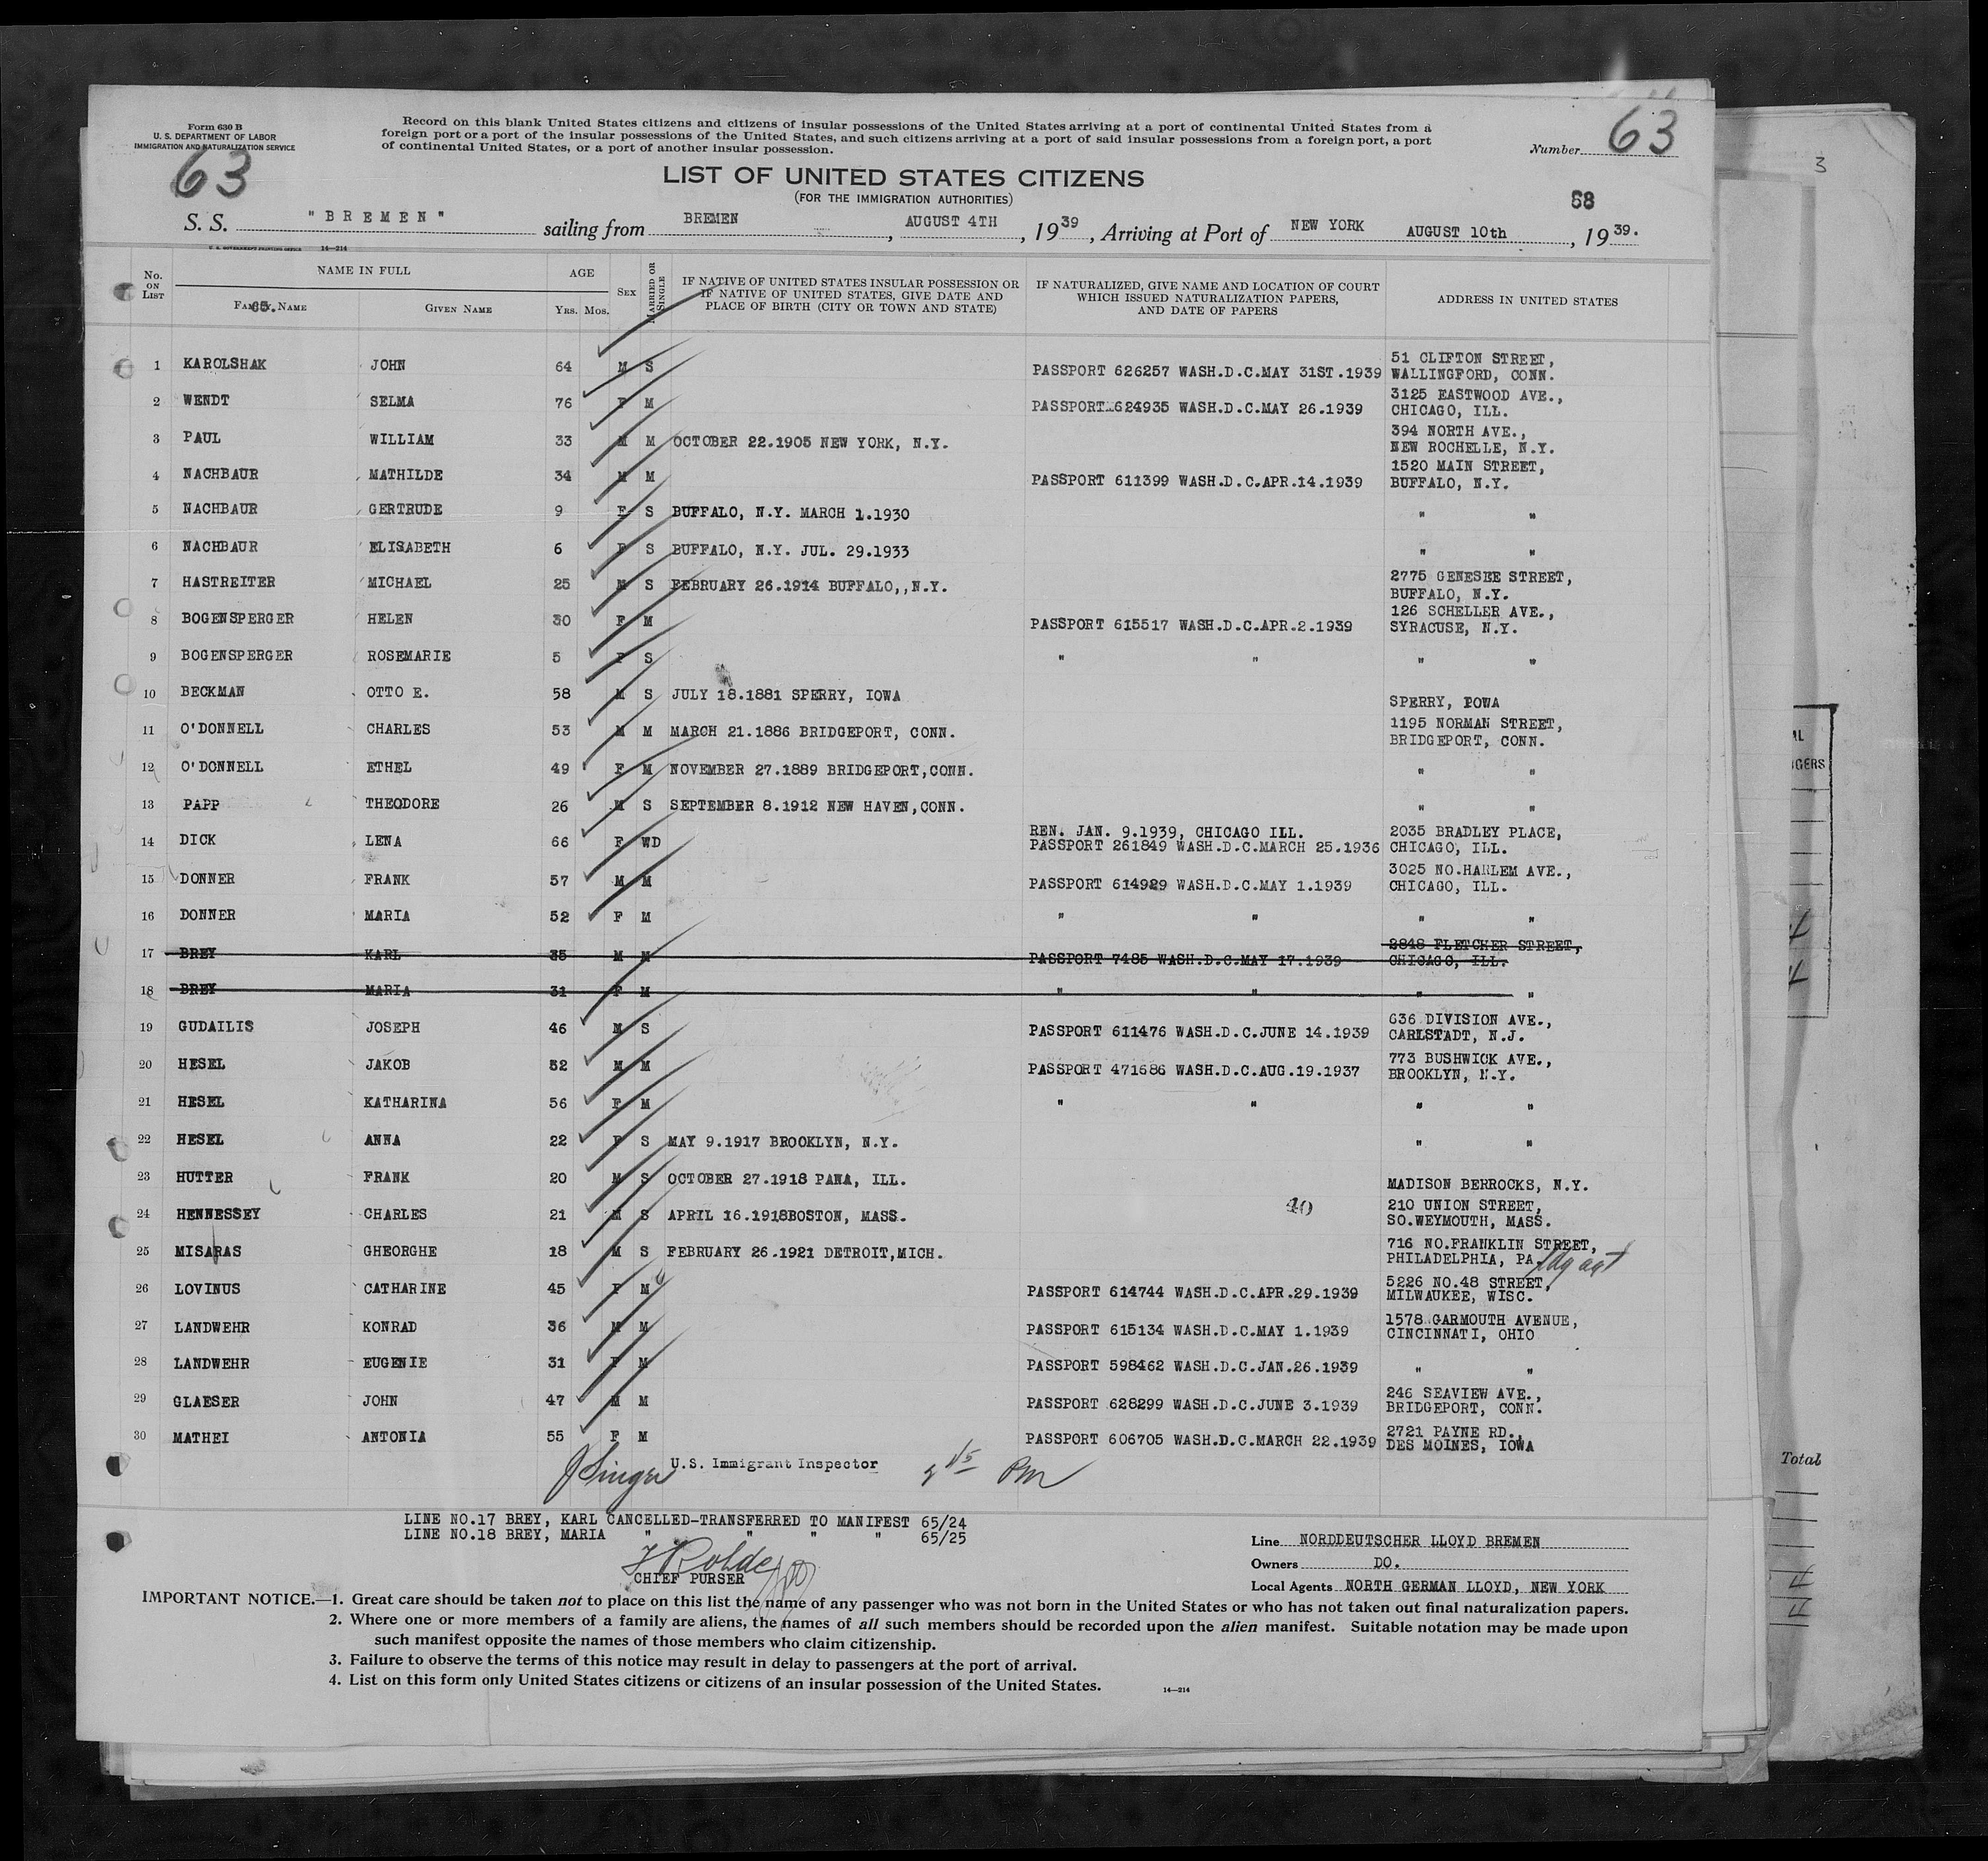 Form 630 B
U. S. DEPARTMENT OF LABOR
IMMIGRATION AND NATURALIZATION SERVICE
63
Record on this blank United States citizens and citizens of insular possessions of the United States arriving at a port of continental United States from a
foreign port or a port of the insular possessions of the United States, and such citizens arriving at a port of said insular possessions from a foreign port, a port
of continental United States, or a port of another insular possession.
Number 63
3
LIST OF UNITED STATES CITIZENS
(FOR THE IMMIGRATION AUTHORITIES)
68
S. S. "BREMEN" sailing from BREMEN, AUGUST 4TH, 1939, Arriving at Port of NEW YORK AUGUST 10th, 1939.
U. S. GOVERNMENT PRINTING OFFICE 14—214
No. ON LIST NAME IN FULL AGE SEX MARRIED OR SINGLE IF NATIVE OF UNITED STATES INSULAR POSSESSION OR IF NATIVE OF UNITED STATES, GIVE DATE AND PLACE OF BIRTH (CITY OR TOWN AND STATE) IF NATURALIZED, GIVE NAME AND LOCATION OF COURT WHICH ISSUED NATURALIZATION PAPERS, AND DATE OF PAPERS ADDRESS IN UNITED STATES
FAMILY NAME GIVEN NAME YRS. MOS.
1 KAROLSHAK JOHN 64 M S PASSPORT 626257 WASH.D.C.MAY 31ST.1939 51 CLIFTON STREET, WALLINGFORD, CONN.
2 WENDT SELMA 76 F M PASSPORT 624935 WASH.D.C.MAY 26.1939 3125 EASTWOOD AVE., CHICAGO, ILL.
3 PAUL WILLIAM 33 M M OCTOBER 22.1905 NEW YORK, N.Y. 394 NORTH AVE., NEW ROCHELLE, N.Y.
4 NACHBAUR MATHILDE 34 M M PASSPORT 611399 WASH.D.C.APR.14.1939 1520 MAIN STREET, BUFFALO, N.Y.
5 NACHBAUR GERTRUDE 9 F S BUFFALO, N.Y. MARCH 1.1930 " "
6 NACHBAUR ELISABETH 6 F S BUFFALO, N.Y. JUL. 29.1933 " "
7 HASTREITER MICHAEL 25 M S FEBRUARY 26.1914 BUFFALO,,N.Y. 2775 GENESEE STREET, BUFFALO, N.Y.
8 BOGENSPERGER HELEN 30 F M PASSPORT 615517 WASH.D.C.APR.2.1939 126 SCHELLER AVE., SYRACUSE, N.Y.
9 BOGENSPERGER ROSEMARIE 5 F S " " " "
10 BECKMAN OTTO E. 58 M S JULY 18.1881 SPERRY, IOWA SPERRY, IOWA
11 O'DONNELL CHARLES 53 M M MARCH 21.1886 BRIDGEPORT, CONN. 1195 NORMAN STREET, BRIDGEPORT, CONN.
12 O'DONNELL ETHEL 49 F M NOVEMBER 27.1889 BRIDGEPORT,CONN. " "
13 PAPP THEODORE 26 M S SEPTEMBER 8.1912 NEW HAVEN,CONN. " "
14 DICK LENA 66 F WD REN. JAN. 9.1939, CHICAGO ILL. PASSPORT 261849 WASH.D.C.MARCH 25.1936 2035 BRADLEY PLACE, CHICAGO, ILL.
15 DONNER FRANK 57 M M PASSPORT 614929 WASH.D.C.MAY 1.1939 3025 NO.HARLEM AVE., CHICAGO, ILL.
16 DONNER MARIA 52 F M " " " "
17 BREY KARL 35 M M PASSPORT 7485 WASH.D.C.MAY 17.1939 2848 FLETCHER STREET, CHICAGO, ILL.
18 BREY MARIA 31 F M " " " "
19 GUDAILIS JOSEPH 46 M S PASSPORT 611476 WASH.D.C.JUNE 14.1939 636 DIVISION AVE., CARLSTADT, N.J.
20 HESEL JAKOB 52 M M PASSPORT 471686 WASH.D.C.AUG.19.1937 773 BUSHWICK AVE., BROOKLYN, N.Y.
21 HESEL KATHARINA 56 F M " " " "
22 HESEL ANNA 22 F S MAY 9.1917 BROOKLYN, N.Y. " "
23 HUTTER FRANK 20 M S OCTOBER 27.1918 PANA, ILL. MADISON BERROCKS, N.Y.
24 HENNESSEY CHARLES 21 M S APRIL 16.1918BOSTON, MASS. 40 210 UNION STREET, SO.WEYMOUTH, MASS.
25 MISARAS GHEORGHE 18 M S FEBRUARY 26.1921 DETROIT,MICH. 716 NO.FRANKLIN STREET, PHILADELPHIA, PA.
26 LOVINUS CATHARINE 45 F M PASSPORT 614744 WASH.D.C.APR.29.1939 5226 NO.48 STREET, MILWAUKEE, WISC.
27 LANDWEHR KONRAD 36 M M PASSPORT 615134 WASH.D.C.MAY 1.1939 1578 GARMOUTH AVENUE, CINCINNATI, OHIO
28 LANDWEHR EUGENIE 31 F M PASSPORT 598462 WASH.D.C.JAN.26.1939 " "
29 GLAESER JOHN 47 M M PASSPORT 628299 WASH.D.C.JUNE 3.1939 246 SEAVIEW AVE., BRIDGEPORT, CONN.
30 MATHEI ANTONIA 55 F M PASSPORT 606705 WASH.D.C.MARCH 22.1939 2721 PAYNE RD., DES MOINES, IOWA
J Singer U.S. Immigrant Inspector PM
Total
LINE NO.17 BREY, KARL CANCELLED-TRANSFERRED TO MANIFEST 65/24
LINE NO.18 BREY, MARIA " " " " 65/25
CHIEF PURSER
Line NORDDEUTSCHER LLOYD BREMEN
Owners DO.
Local Agents NORTH GERMAN LLOYD, NEW YORK
IMPORTANT NOTICE.—1. Great care should be taken not to place on this list the name of any passenger who was not born in the United States or who has not taken out final naturalization papers.
2. Where one or more members of a family are aliens, the names of all such members should be recorded upon the alien manifest. Suitable notation may be made upon
such manifest opposite the names of those members who claim citizenship.
3. Failure to observe the terms of this notice may result in delay to passengers at the port of arrival.
4. List on this form only United States citizens or citizens of an insular possession of the United States.
14—214